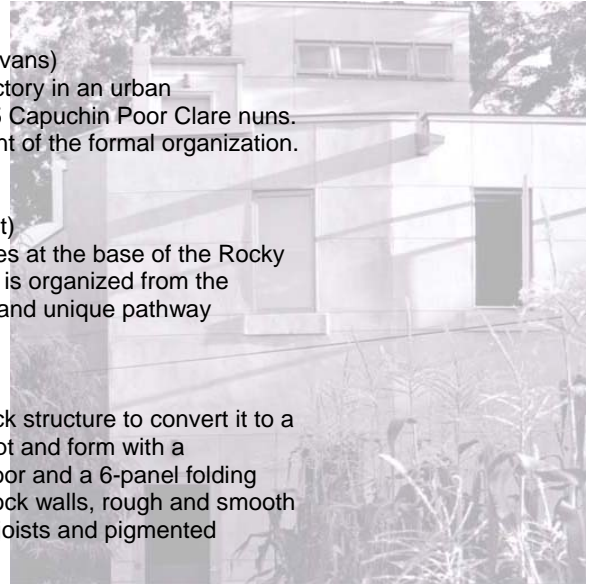 vans)
ctory in an urban
Capuchin Poor Clare nuns.
nt of the formal organization.
t)
es at the base of the Rocky
is organized from the
and unique pathway
ck structure to convert it to a
ot and form with a
oor and a 6-panel folding
ock walls, rough and smooth
joists and pigmented